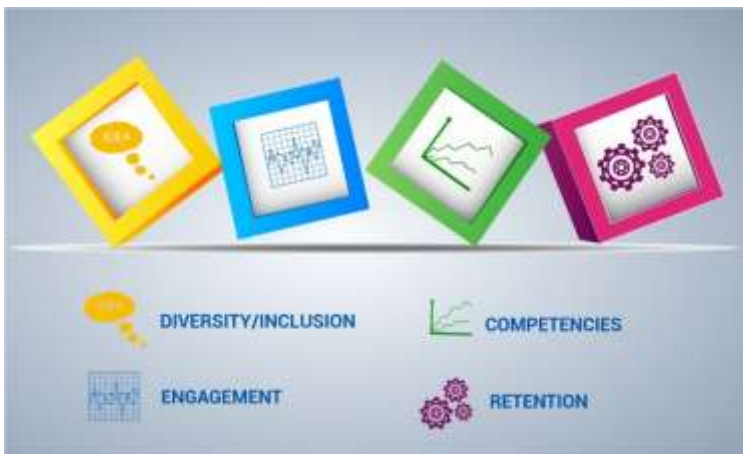 IDEA
DIVERSITY/INCLUSION
COMPETENCIES
ENGAGEMENT
RETENTION